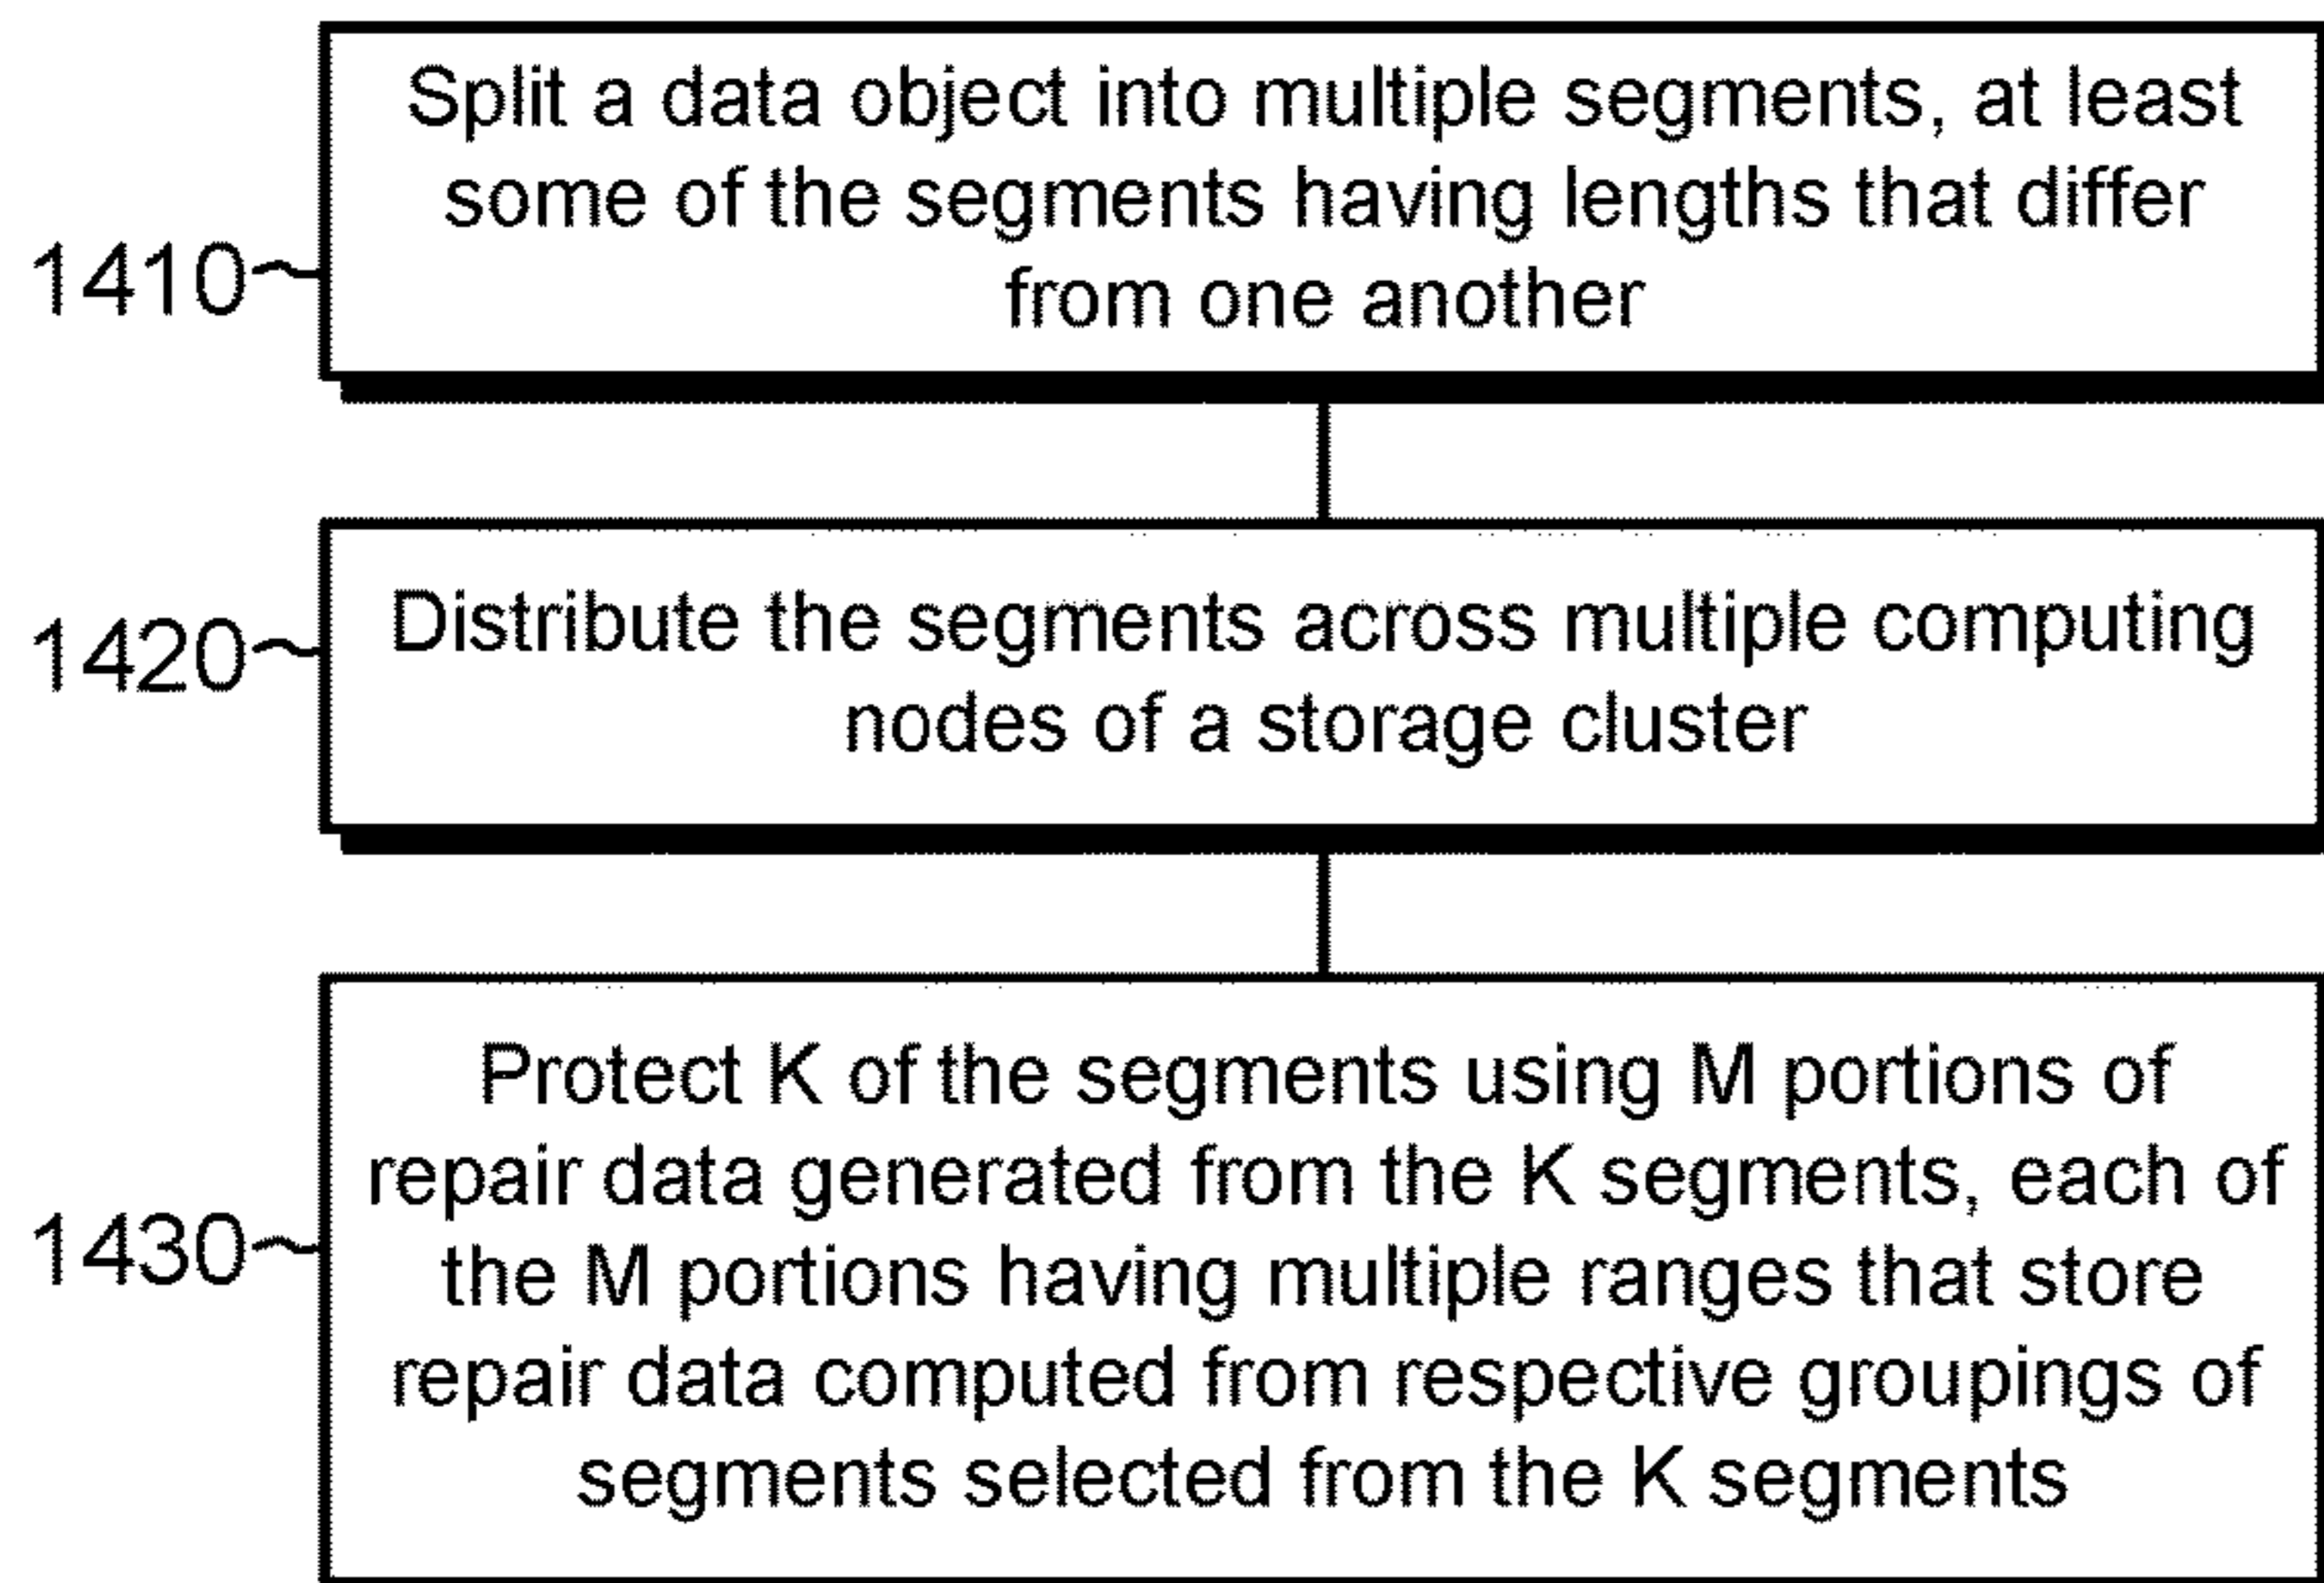 Split a data object into multiple segments, at least
some of the segments having lengths that differ
from one another
1410
Distribute the segments across multiple computing
nodes of a storage cluster
1420
Protect K of the segments using M portions of
repair data generated from the K segments, each of
the M portions having multiple ranges that store
repair data computed from respective groupings of
segments selected from the K segments
1430